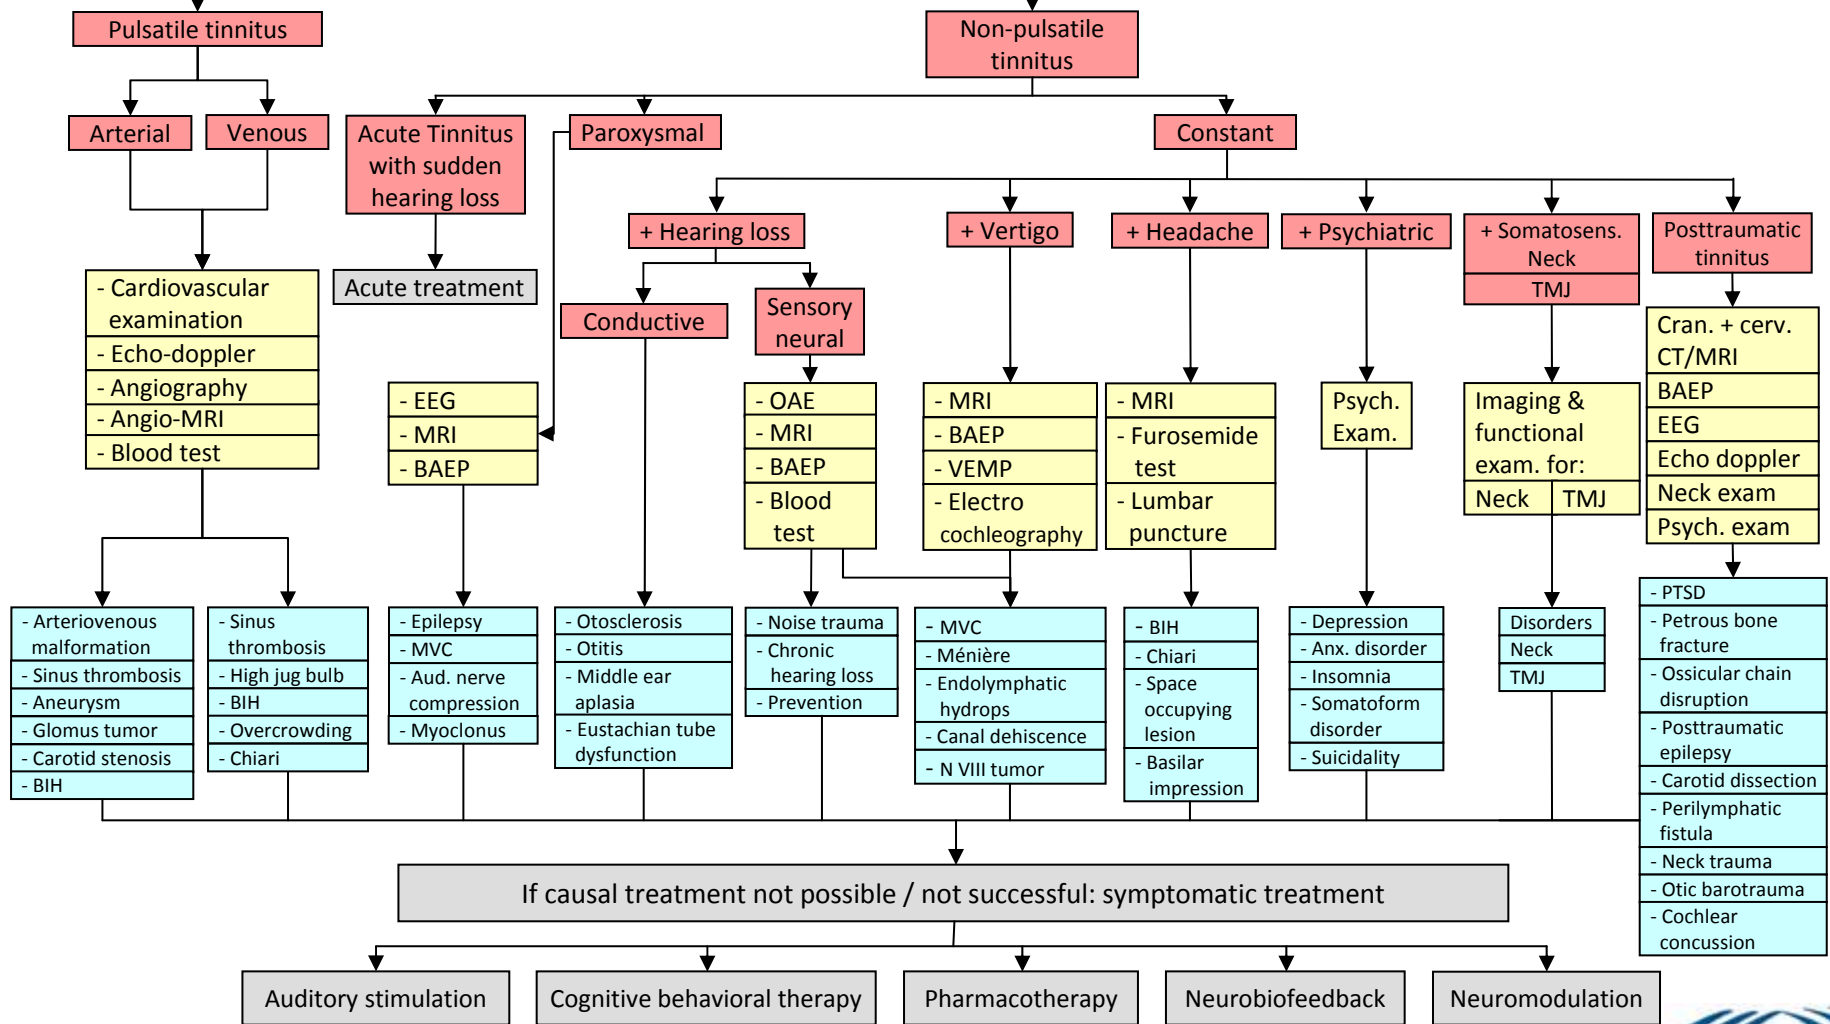 Pulsatile tinnitus
Non-pulsatile
tinnitus
Arterial
Venous
Acute Tinnitus
with sudden
hearing loss
Paroxysmal
Constant
+ Hearing loss
+ Vertigo
+ Headache
+ Psychiatric
+ Somatosens.
Neck
TMJ
Posttraumatic
tinnitus
Acute treatment
Conductive
Sensory
neural
- Cardiovascular
examination
- Echo-doppler
- Angiography
- Angio-MRI
- Blood test
- EEG
- MRI
- BAEP
- OAE
- MRI
- BAEP
- Blood
test
- MRI
- BAEP
- VEMP
- Electro
cochleography
- MRI
- Furosemide
test
- Lumbar
puncture
Psych.
Exam.
Imaging &
functional
exam. for:
Neck
TMJ
Cran. + cerv.
CT/MRI
BAEP
EEG
Echo doppler
Neck exam
Psych. exam
- Arteriovenous
malformation
- Sinus thrombosis
- Aneurysm
- Glomus tumor
- Carotid stenosis
- BIH
- Sinus
thrombosis
- High jug bulb
- BIH
- Overcrowding
- Chiari
- Epilepsy
- MVC
- Aud. nerve
compression
- Myoclonus
- Otosclerosis
- Otitis
- Middle ear
aplasia
- Eustachian tube
dysfunction
- Noise trauma
- Chronic
hearing loss
- Prevention
- MVC
- Ménière
- Endolymphatic
hydrops
- Canal dehiscence
- N VIII tumor
- BIH
- Chiari
- Space
occupying
lesion
- Basilar
impression
- Depression
- Anx. disorder
- Insomnia
- Somatoform
disorder
- Suicidality
Disorders
Neck
TMJ
- PTSD
- Petrous bone
fracture
- Ossicular chain
disruption
- Posttraumatic
epilepsy
- Carotid dissection
- Perilymphatic
fistula
- Neck trauma
- Otic barotrauma
- Cochlear
concussion
If causal treatment not possible / not successful: symptomatic treatment
Auditory stimulation
Cognitive behavioral therapy
Pharmacotherapy
Neurobiofeedback
Neuromodulation